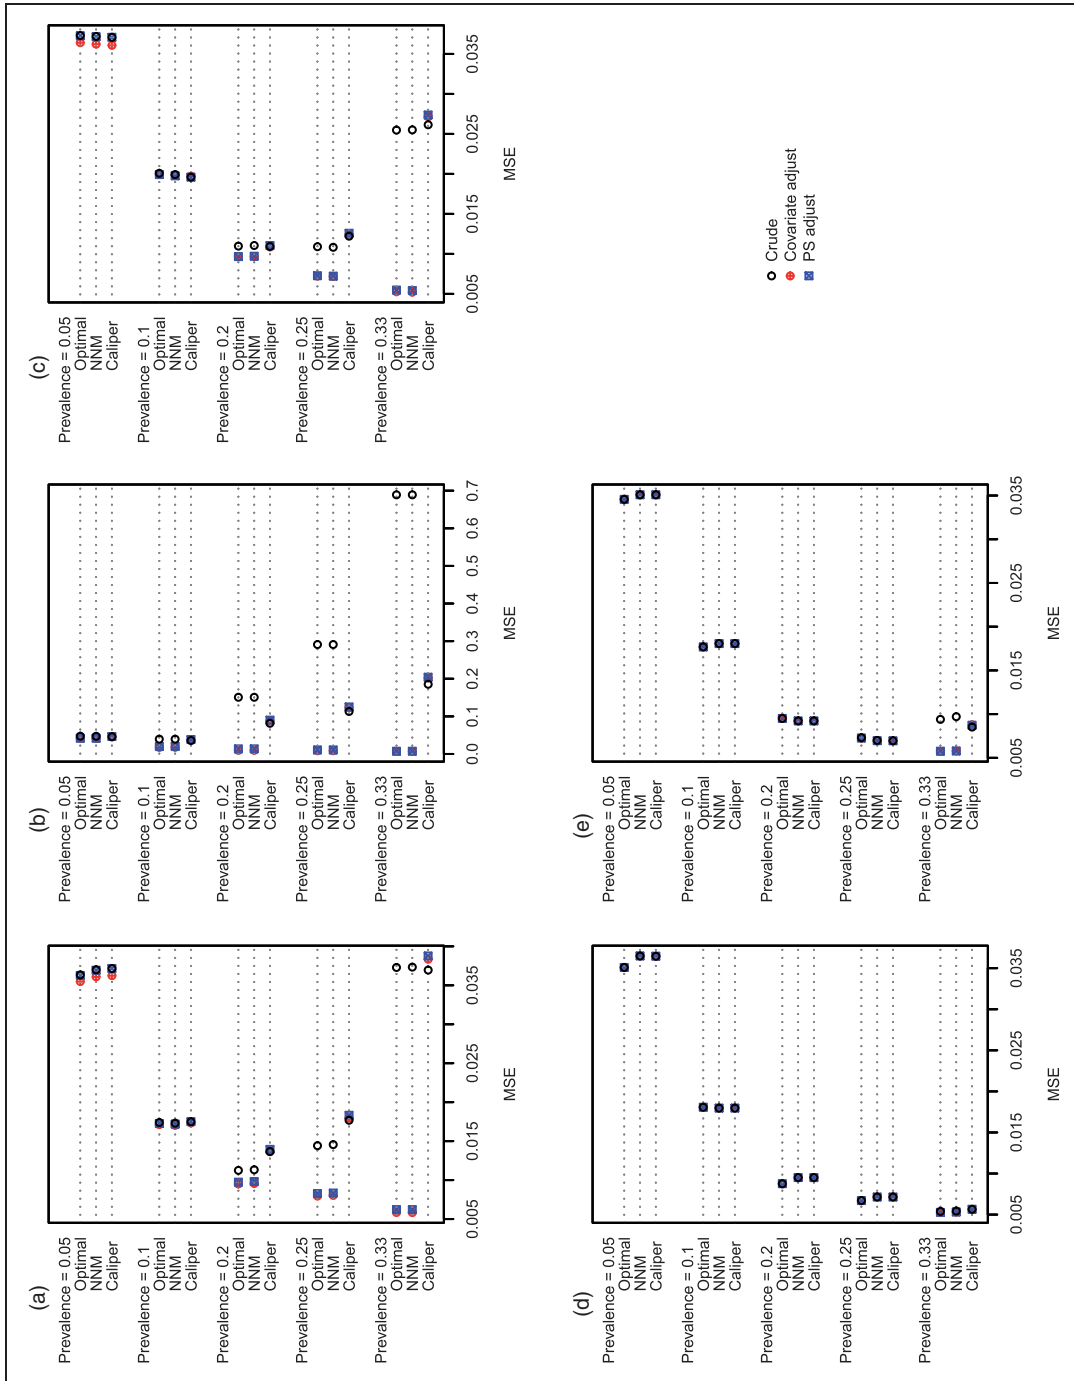 (a)
Prevalence = 0.05
Optimal
NNM
Caliper
Prevalence = 0.1
Optimal
NNM
Caliper
Prevalence = 0.2
Optimal
NNM
Caliper
Prevalence = 0.25
Optimal
NNM
Caliper
Prevalence = 0.33
Optimal
NNM
Caliper
0.005 0.015 0.025 0.035
MSE
(b)
Prevalence = 0.05
Optimal
NNM
Caliper
Prevalence = 0.1
Optimal
NNM
Caliper
Prevalence = 0.2
Optimal
NNM
Caliper
Prevalence = 0.25
Optimal
NNM
Caliper
Prevalence = 0.33
Optimal
NNM
Caliper
0.0 0.1 0.2 0.3 0.4 0.5 0.6 0.7
MSE
(c)
Prevalence = 0.05
Optimal
NNM
Caliper
Prevalence = 0.1
Optimal
NNM
Caliper
Prevalence = 0.2
Optimal
NNM
Caliper
Prevalence = 0.25
Optimal
NNM
Caliper
Prevalence = 0.33
Optimal
NNM
Caliper
0.005 0.015 0.025 0.035
MSE
(d)
Prevalence = 0.05
Optimal
NNM
Caliper
Prevalence = 0.1
Optimal
NNM
Caliper
Prevalence = 0.2
Optimal
NNM
Caliper
Prevalence = 0.25
Optimal
NNM
Caliper
Prevalence = 0.33
Optimal
NNM
Caliper
0.005 0.015 0.025 0.035
MSE
(e)
Prevalence = 0.05
Optimal
NNM
Caliper
Prevalence = 0.1
Optimal
NNM
Caliper
Prevalence = 0.2
Optimal
NNM
Caliper
Prevalence = 0.25
Optimal
NNM
Caliper
Prevalence = 0.33
Optimal
NNM
Caliper
0.005 0.015 0.025 0.035
MSE
Crude
Covariate adjust
PS adjust